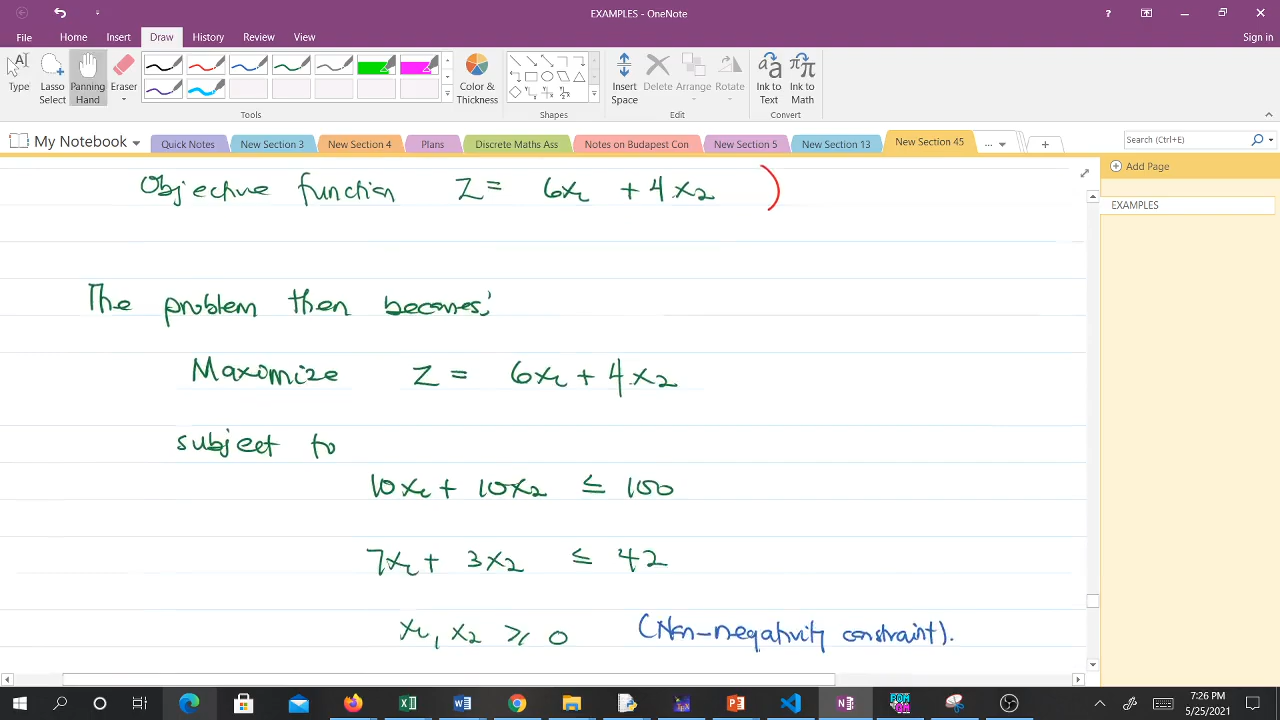 EXAMPLES - OneNote
File Home Insert Draw History Review View Sign in
Type Lasso Select Panning Hand Eraser Color & Thickness Insert Space Delete Arrange Rotate Ink to Text Ink to Math
Tools Shapes Edit Convert
My Notebook Quick Notes New Section 3 New Section 4 Plans Discrete Maths Ass Notes on Budapest Con New Section 5 New Section 13 New Section 45 ... Search (Ctrl+E)
Add Page
EXAMPLES
Objective function Z = 6x₁ + 4x₂ )
The problem then becomes;
Maximize Z = 6x₁ + 4x₂
subject to
10x₁ + 10x₂ ≤ 100
7x₁ + 3x₂ ≤ 42
x₁, x₂ ≥ 0 (Non-negativity constraint).
7:26 PM
5/25/2021